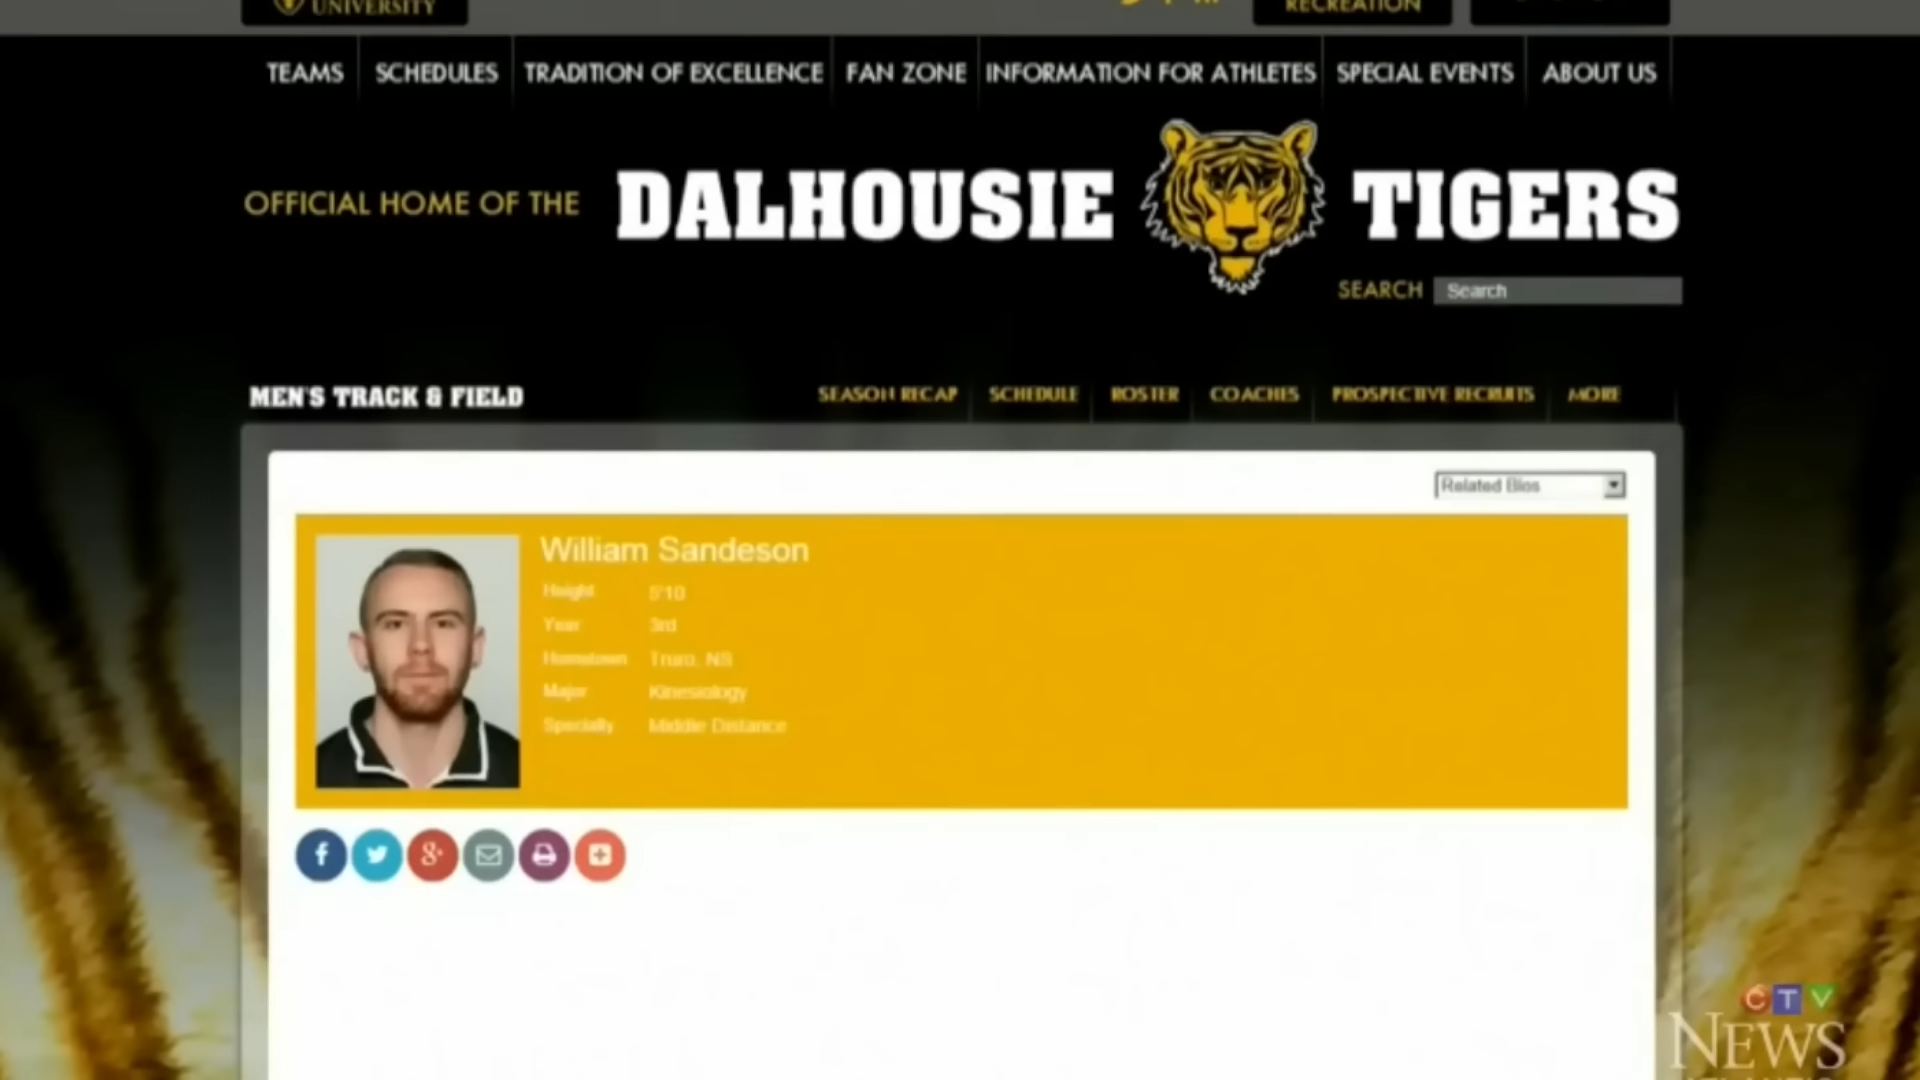 UNIVERSITY
RECREATION
TEAMS SCHEDULES TRADITION OF EXCELLENCE FAN ZONE INFORMATION FOR ATHLETES SPECIAL EVENTS ABOUT US
OFFICIAL HOME OF THE DALHOUSIE TIGERS
SEARCH Search
MEN'S TRACK & FIELD SEASON RECAP SCHEDULE ROSTER COACHES PROSPECTIVE RECRUITS MORE
Related Bios
William Sandeson
Height 5'10
Year 3rd
Hometown Truro, NS
Major Kinesiology
Specialty Middle Distance
CTV
NEWS